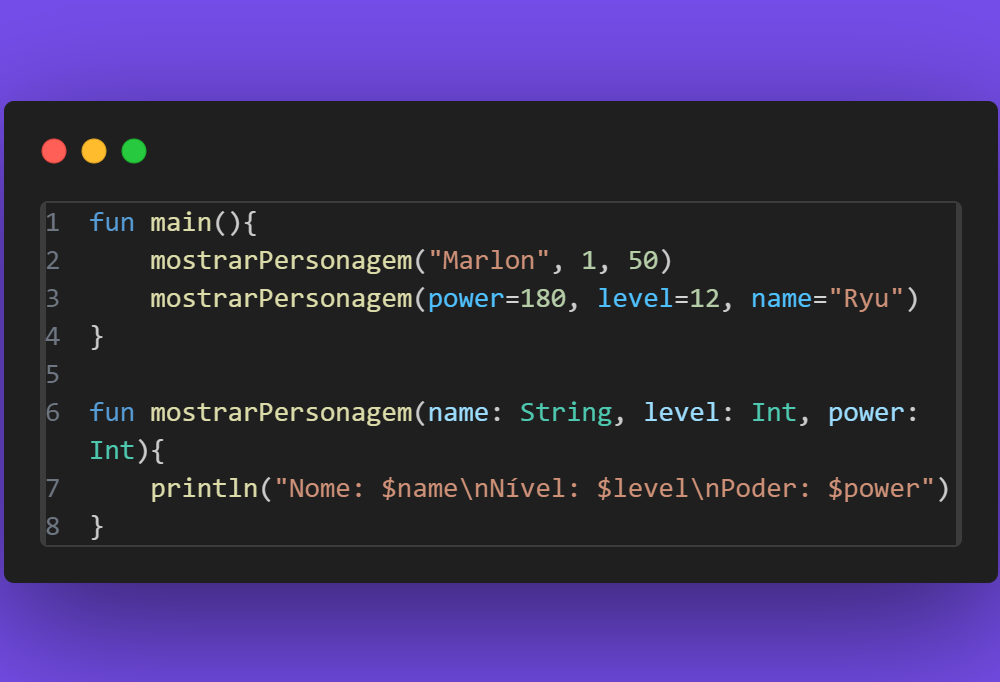 1 fun main(){
2     mostrarPersonagem("Marlon", 1, 50)
3     mostrarPersonagem(power=180, level=12, name="Ryu")
4 }
5
6 fun mostrarPersonagem(name: String, level: Int, power:
Int){
7     println("Nome: $name\nNível: $level\nPoder: $power")
8 }